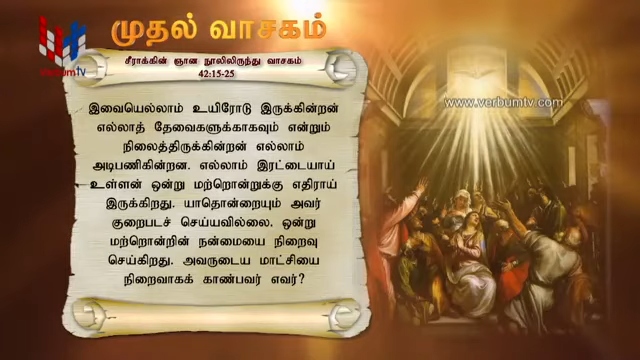 verbumtv
முதல் வாசகம்
சீராக்கின் ஞான நூலிலிருந்து வாசகம்
42:15-25
www.verbumtv.com
இவையெல்லாம் உயிரோடு இருக்கின்றன்
எல்லாத் தேவைகளுக்காகவும் என்றும்
நிலைத்திருக்கின்றன் எல்லாம்
அடிபணிகின்றன. எல்லாம் இரட்டையாய்
உள்ளன் ஒன்று மற்றொன்றுக்கு எதிராய்
இருக்கிறது. யாதொன்றையும் அவர்
குறைபடச் செய்யவில்லை. ஒன்று
மற்றொன்றின் நன்மையை நிறைவு
செய்கிறது. அவருடைய மாட்சியை
நிறைவாகக் காண்பவர் எவர்?